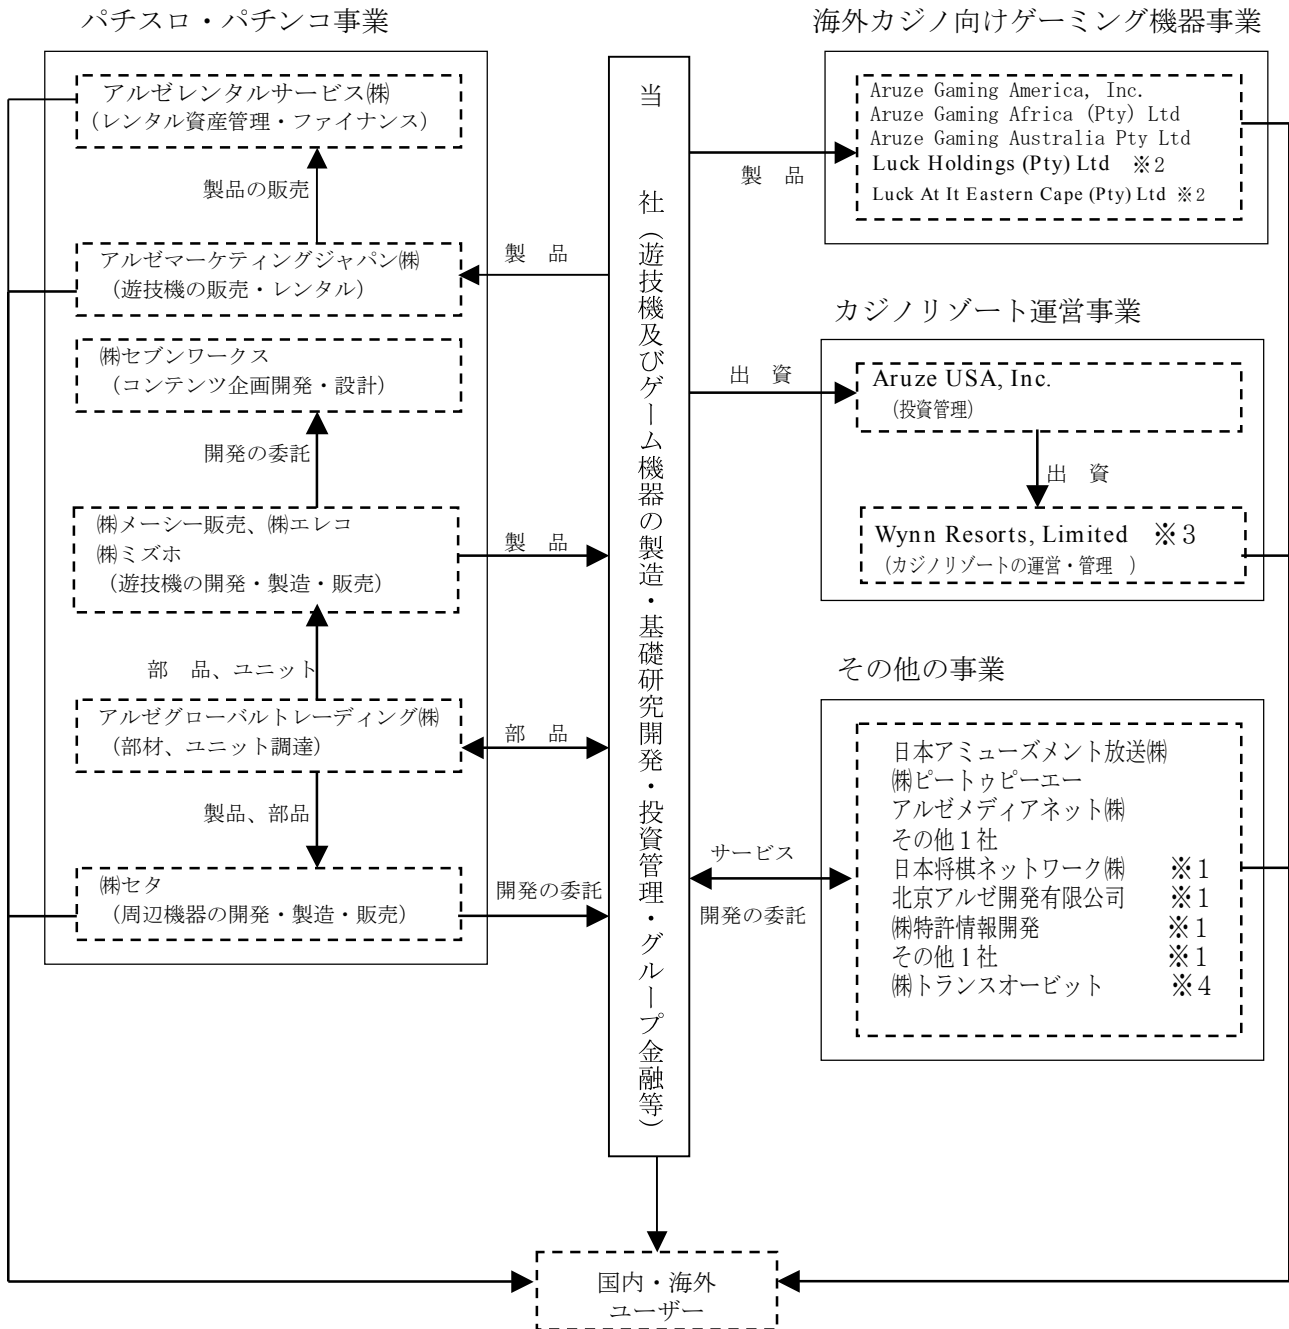 パチスロ・パチンコ事業
アルゼレンタルサービス㈱
（レンタル資産管理・ファイナンス）
製品の販売
アルゼマーケティングジャパン㈱
（遊技機の販売・レンタル）
㈱セブンワークス
（コンテンツ企画開発・設計）
開発の委託
㈱メーシー販売、㈱エレコ
㈱ミズホ
（遊技機の開発・製造・販売）
部　品、ユニット
アルゼグローバルトレーディング㈱
（部材、ユニット調達）
製品、部品
㈱セタ
（周辺機器の開発・製造・販売）
製　品
製　品
部　品
開発の委託
当　　社（遊技機及びゲーム機器の製造・基礎研究開発・投資管理・グループ金融等）
海外カジノ向けゲーミング機器事業
製　品
Aruze Gaming America, Inc.
Aruze Gaming Africa (Pty) Ltd
Aruze Gaming Australia Pty Ltd
Luck Holdings (Pty) Ltd　※2
Luck At It Eastern Cape (Pty) Ltd ※2
カジノリゾート運営事業
出　資
Aruze USA, Inc.
（投資管理）
出　資
Wynn Resorts, Limited　※3
（カジノリゾートの運営・管理　）
その他の事業
サービス
開発の委託
日本アミューズメント放送㈱
㈱ピートゥピーエー
アルゼメディアネット㈱
その他１社
日本将棋ネットワーク㈱　※1
北京アルゼ開発有限公司　※1
㈱特許情報開発　※1
その他１社　※1
㈱トランスオービット　※4
国内・海外
ユーザー